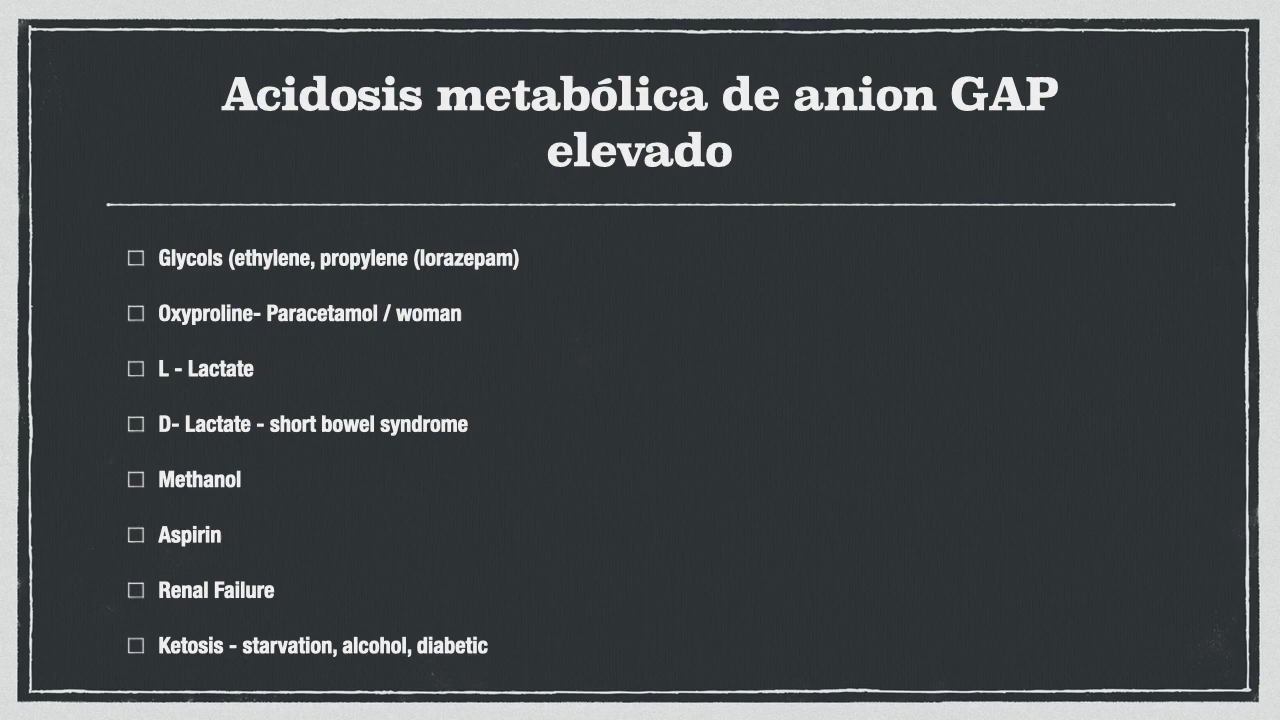 Acidosis metabólica de anion GAP
elevado
Glycols (ethylene, propylene (lorazepam)
Oxyproline- Paracetamol / woman
L - Lactate
D- Lactate - short bowel syndrome
Methanol
Aspirin
Renal Failure
Ketosis - starvation, alcohol, diabetic